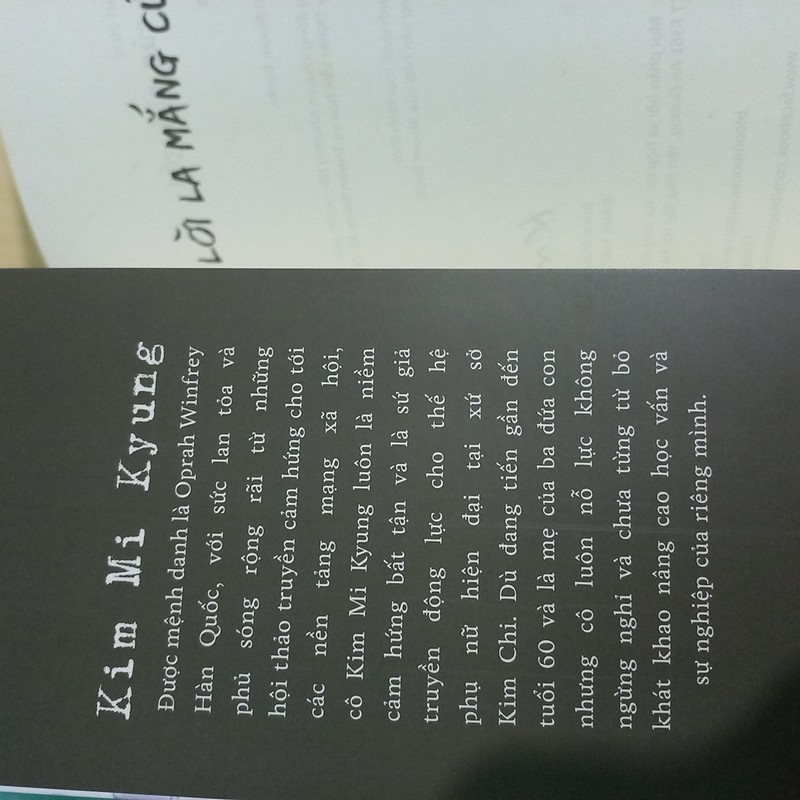 LỜI LA MẮNG
Kim Mi Kyung
Được mệnh danh là Oprah Winfrey
Hàn Quốc, với sức lan tỏa và
phủ sóng rộng rãi từ những
hội thảo truyền cảm hứng cho tới
các nền tảng mạng xã hội,
cô Kim Mi Kyung luôn là niềm
cảm hứng bất tận và là sứ giả
truyền động lực cho thế hệ
phụ nữ hiện đại tại xứ sở
Kim Chi. Dù đang tiến gần đến
tuổi 60 và là mẹ của ba đứa con
nhưng cô luôn nỗ lực không
ngừng nghỉ và chưa từng từ bỏ
khát khao nâng cao học vấn và
sự nghiệp của riêng mình.